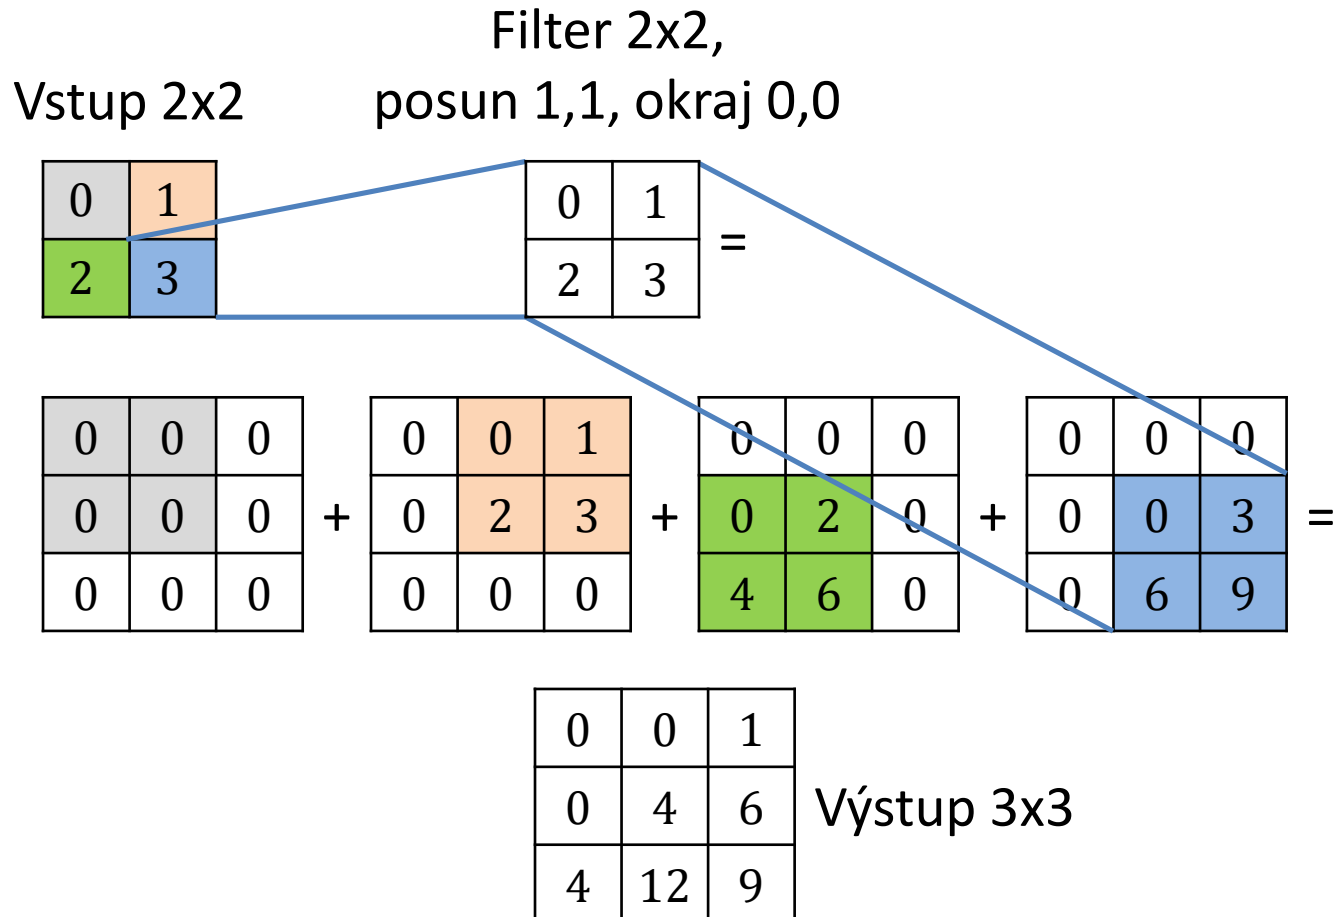 Filter 2x2,
Vstup 2x2 posun 1,1, okraj 0,0
0 1 0 1
=
2 3 2 3
0 0 0 0 0 1 0 0 0 0 0 0
0 0 0 + 0 2 3 + 0 2 0 + 0 0 3 =
0 0 0 0 0 0 4 6 0 0 6 9
0 0 1
0 4 6 Výstup 3x3
4 12 9